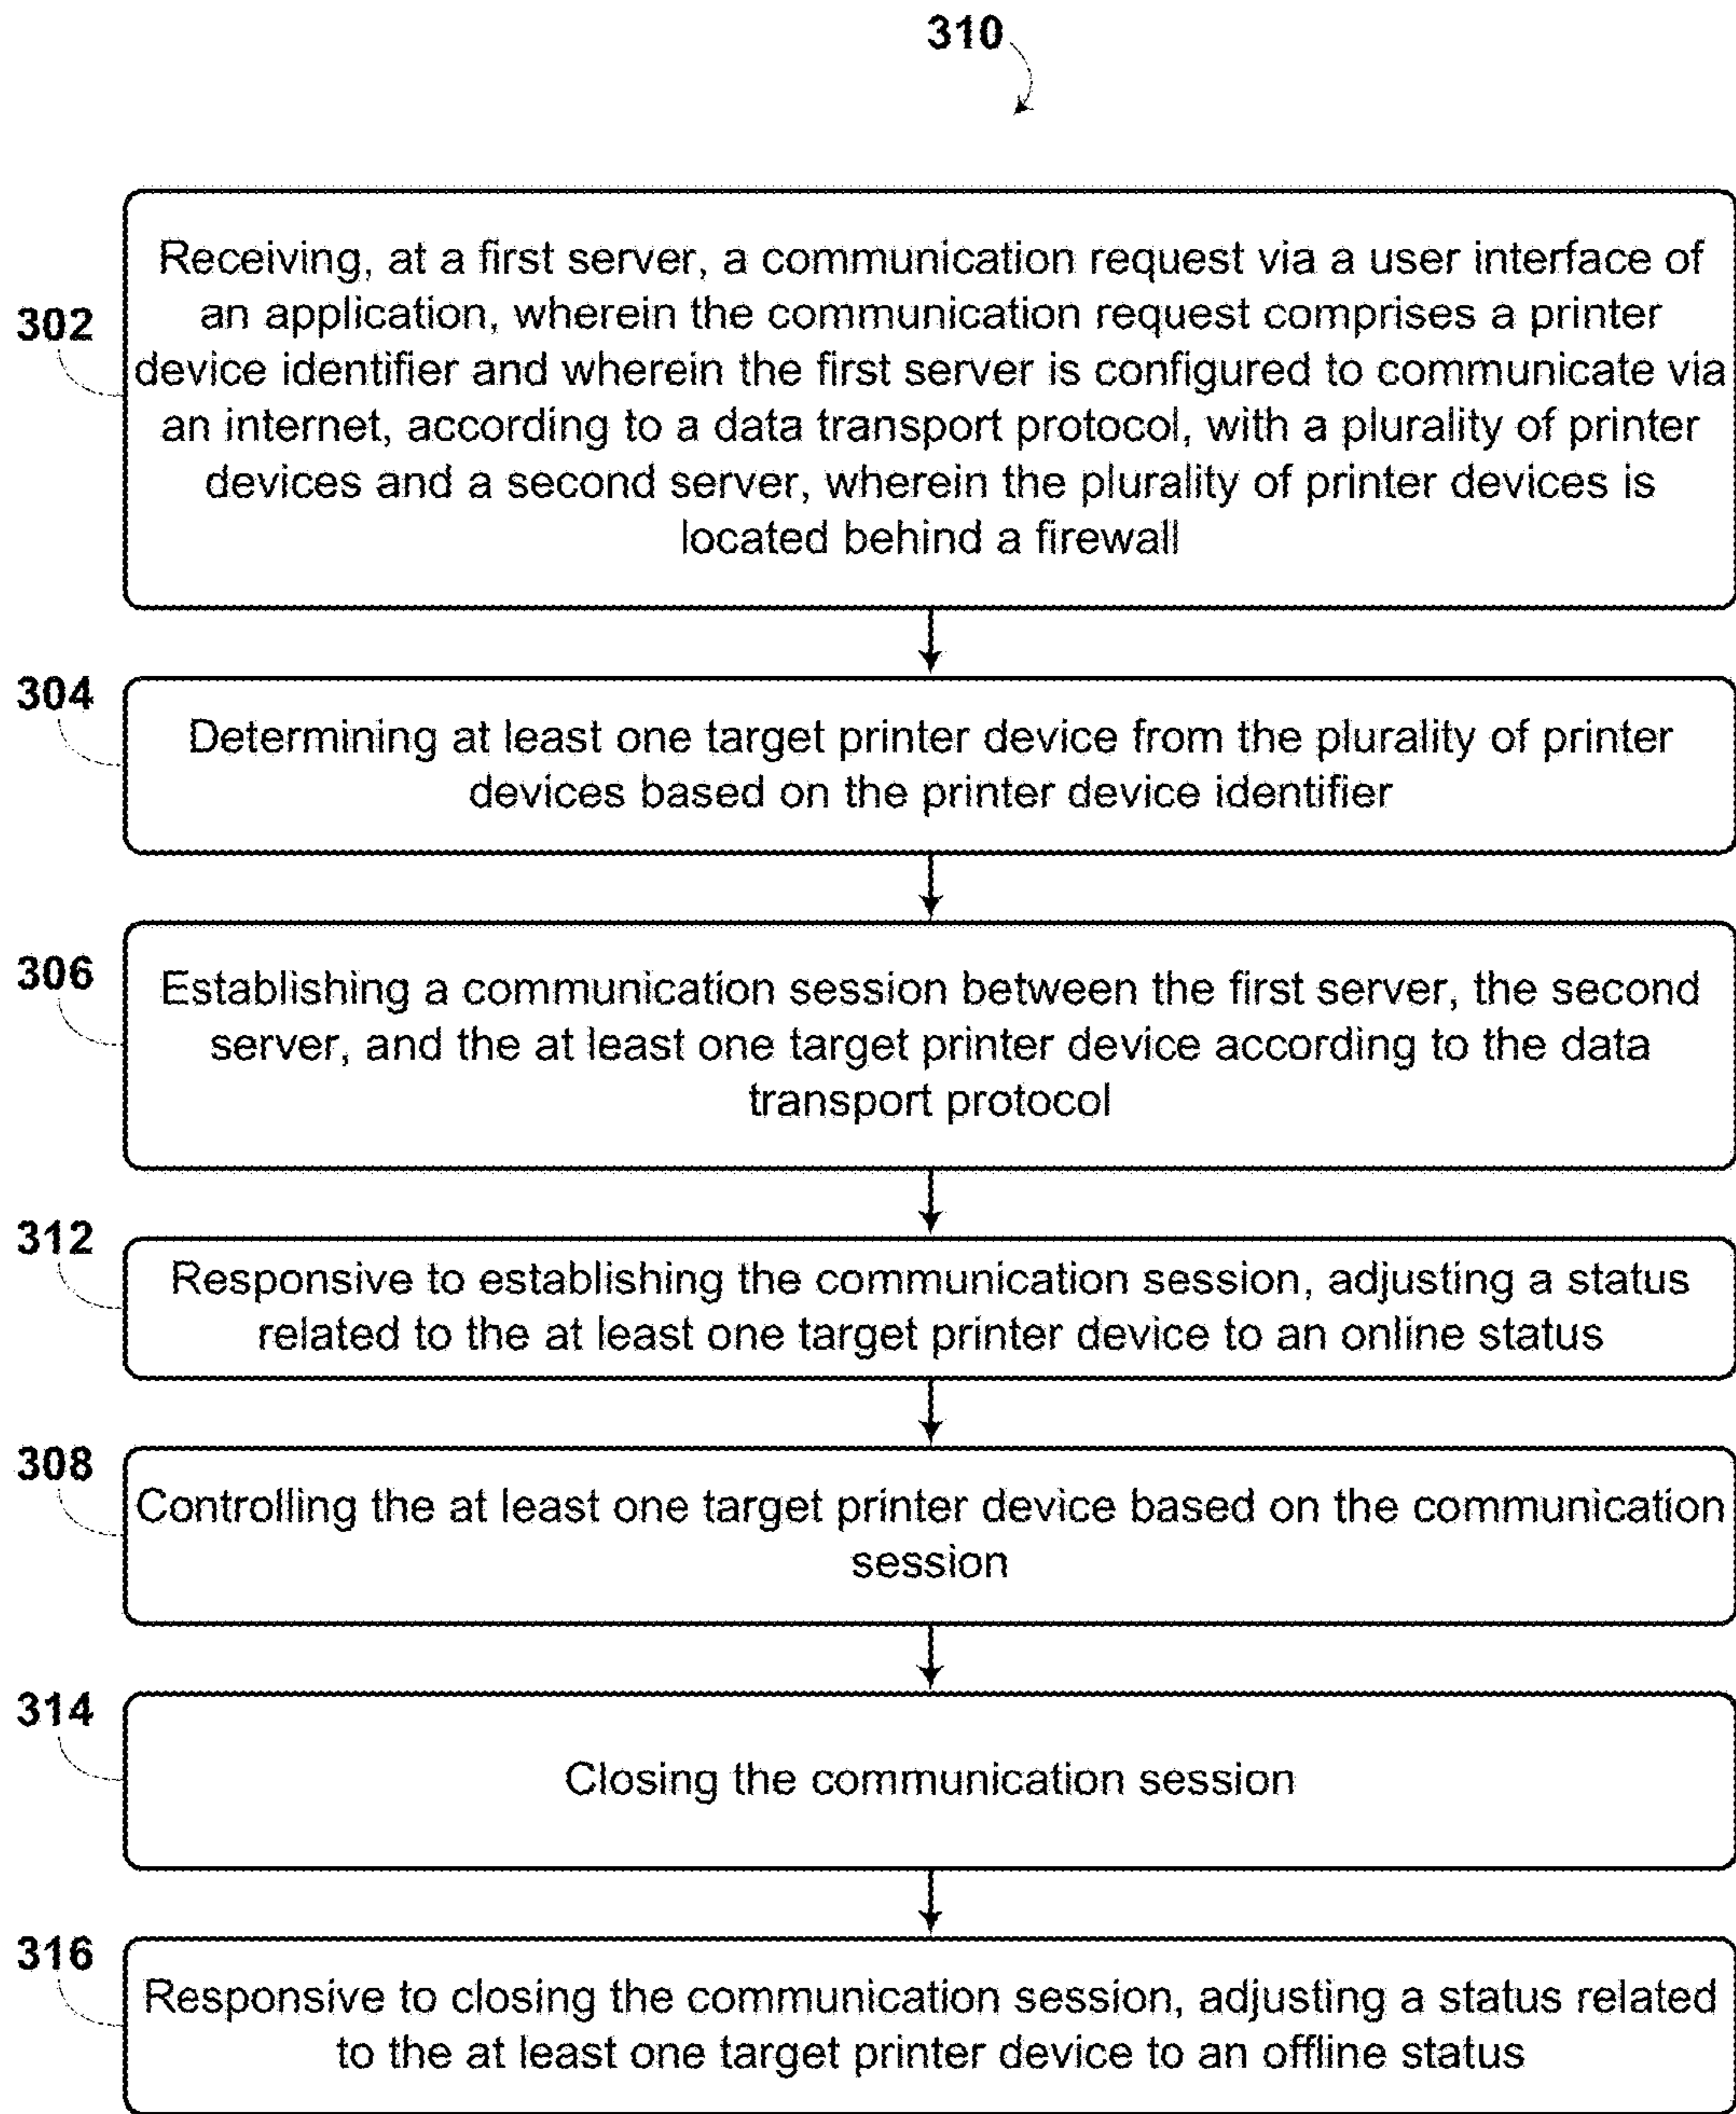 310
302
Receiving, at a first server, a communication request via a user interface of
an application, wherein the communication request comprises a printer
device identifier and wherein the first server is configured to communicate via
an internet, according to a data transport protocol, with a plurality of printer
devices and a second server, wherein the plurality of printer devices is
located behind a firewall
304
Determining at least one target printer device from the plurality of printer
devices based on the printer device identifier
306
Establishing a communication session between the first server, the second
server, and the at least one target printer device according to the data
transport protocol
312
Responsive to establishing the communication session, adjusting a status
related to the at least one target printer device to an online status
308
Controlling the at least one target printer device based on the communication
session
314
Closing the communication session
316
Responsive to closing the communication session, adjusting a status related
to the at least one target printer device to an offline status